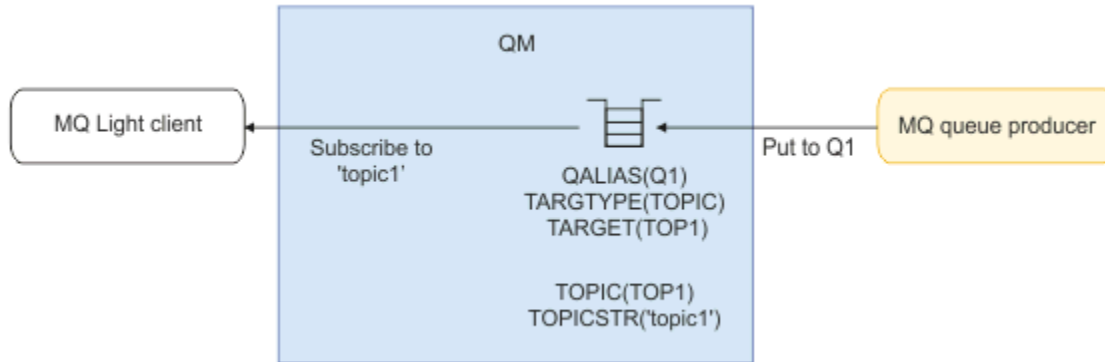 QM
MQ Light client
Subscribe to
'topic1'
Put to Q1
MQ queue producer
QALIAS(Q1)
TARGTYPE(TOPIC)
TARGET(TOP1)
TOPIC(TOP1)
TOPICSTR('topic1')